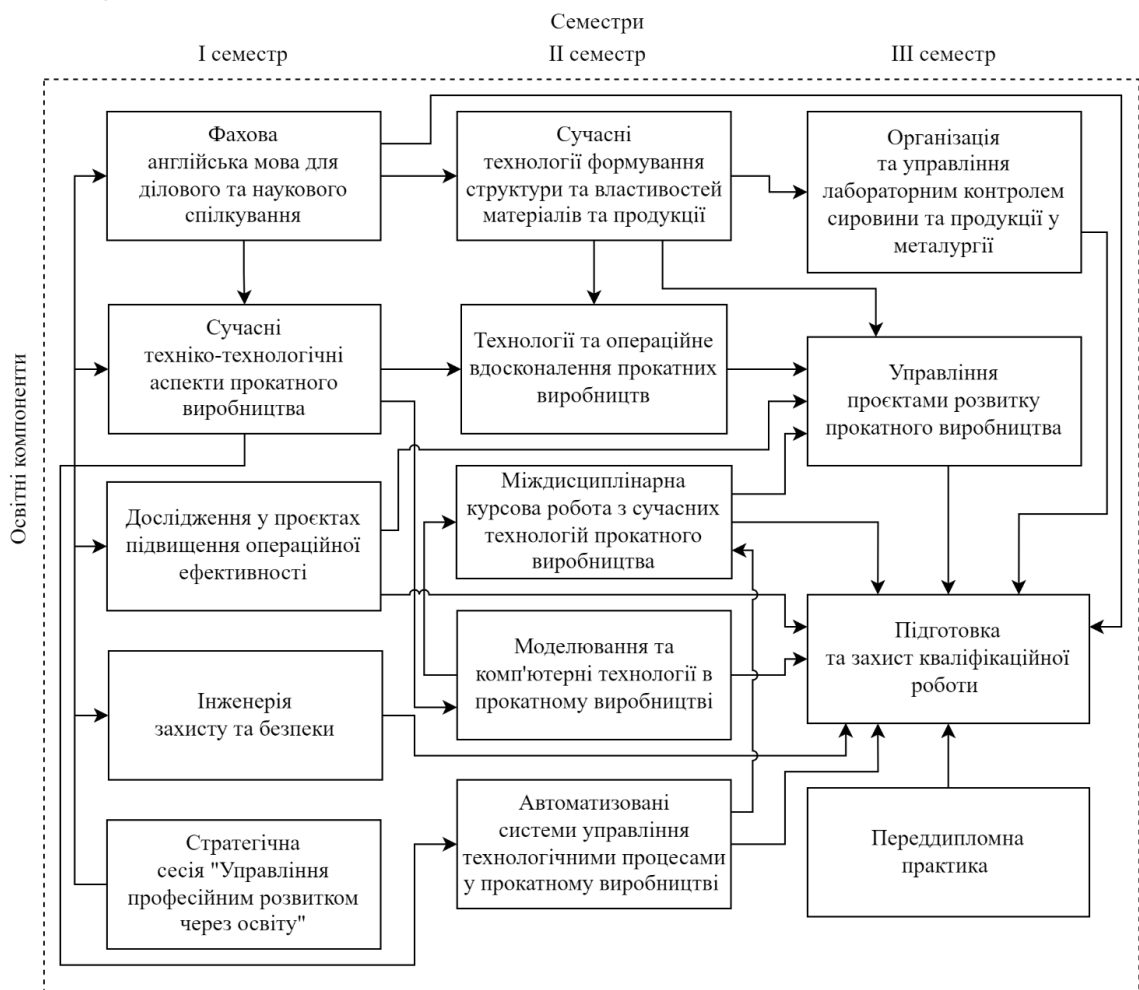 Семестри
I семестр
II семестр
III семестр
Освітні компоненти
Фахова
англійська мова для
ділового та наукового
спілкування
Сучасні
технології формування
структури та властивостей
матеріалів та продукції
Організація
та управління
лабораторним контролем
сировини та продукції у
металургії
Сучасні
техніко-технологічні
аспекти прокатного
виробництва
Технології та операційне
вдосконалення прокатних
виробництв
Управління
проєктами розвитку
прокатного виробництва
Дослідження у проєктах
підвищення операційної
ефективності
Міждисциплінарна
курсова робота з сучасних
технологій прокатного
виробництва
Інженерія
захисту та безпеки
Моделювання та
комп'ютерні технології в
прокатному виробництві
Підготовка
та захист кваліфікаційної
роботи
Стратегічна
сесія "Управління
професійним розвитком
через освіту"
Автоматизовані
системи управління
технологічними процесами
у прокатному виробництві
Переддипломна
практика